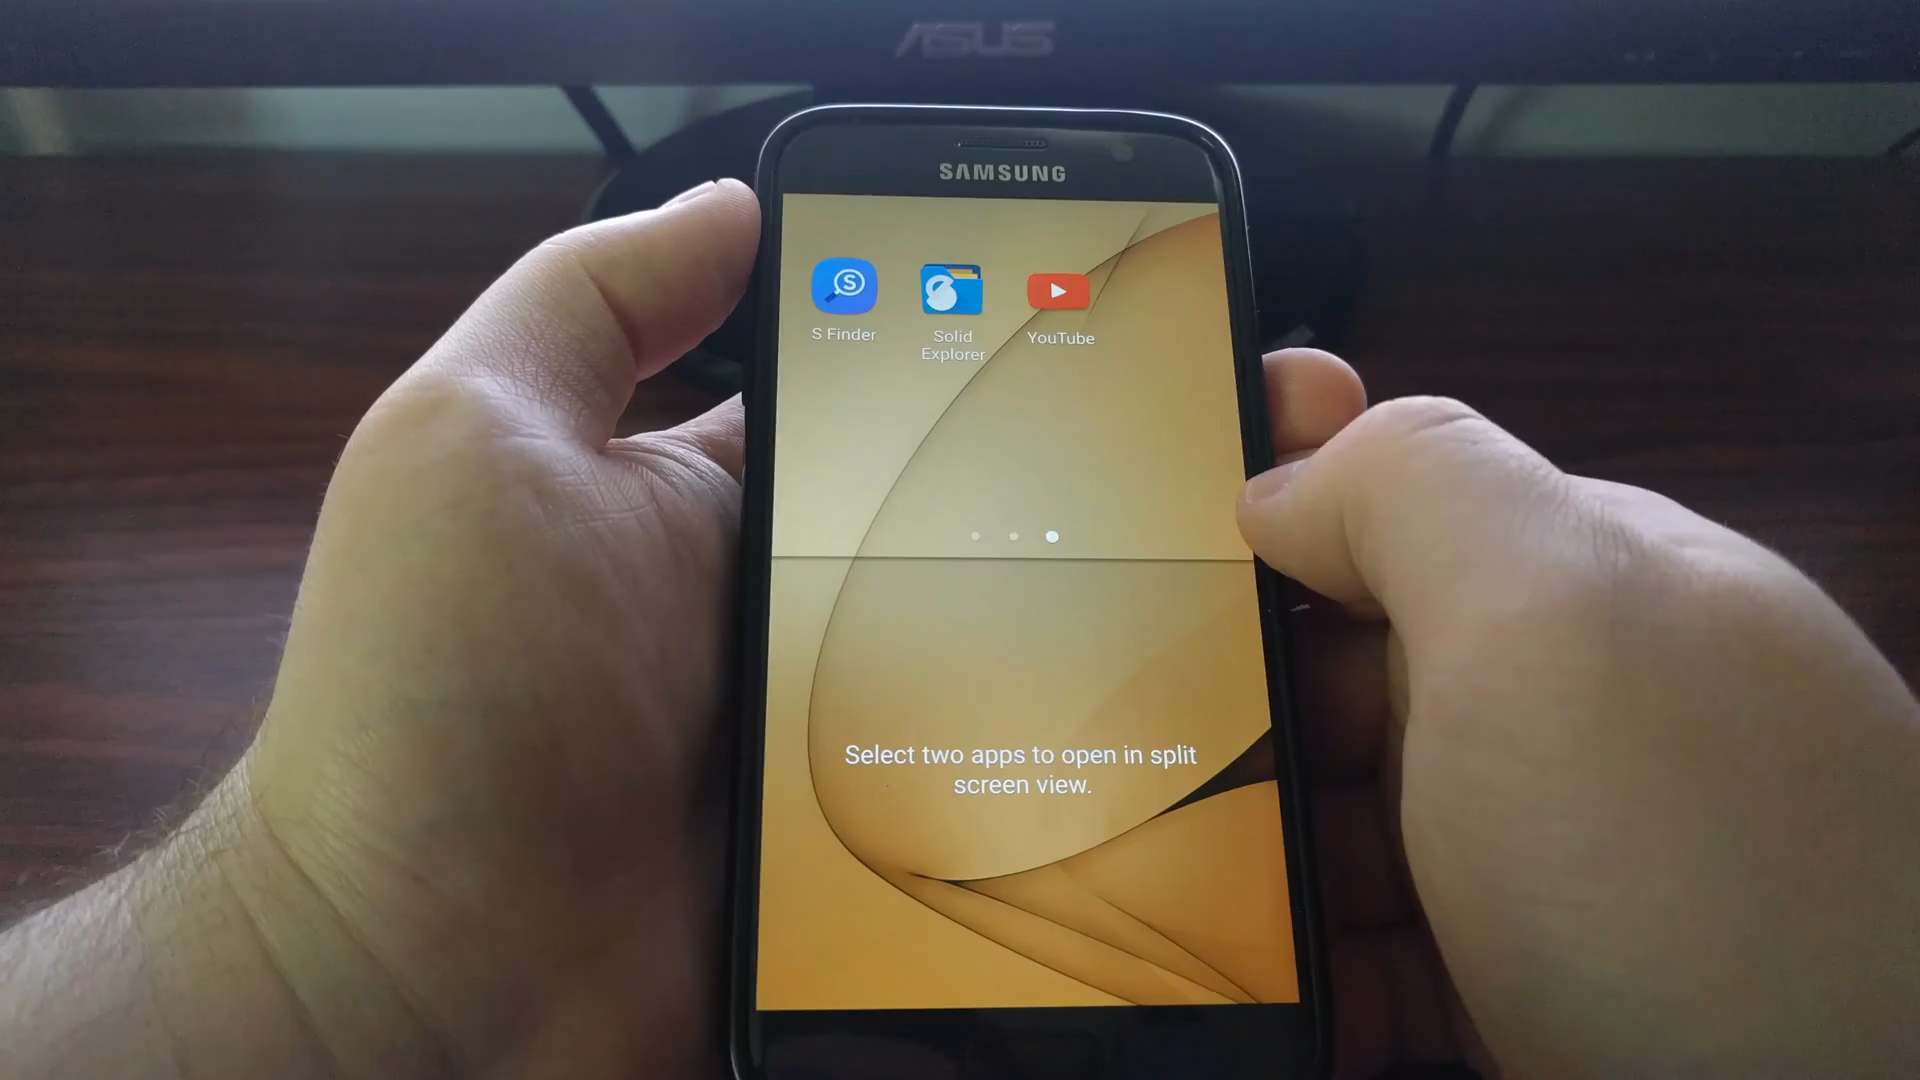 ASUS
SAMSUNG
S Finder
Solid
Explorer
YouTube
Select two apps to open in split
screen view.